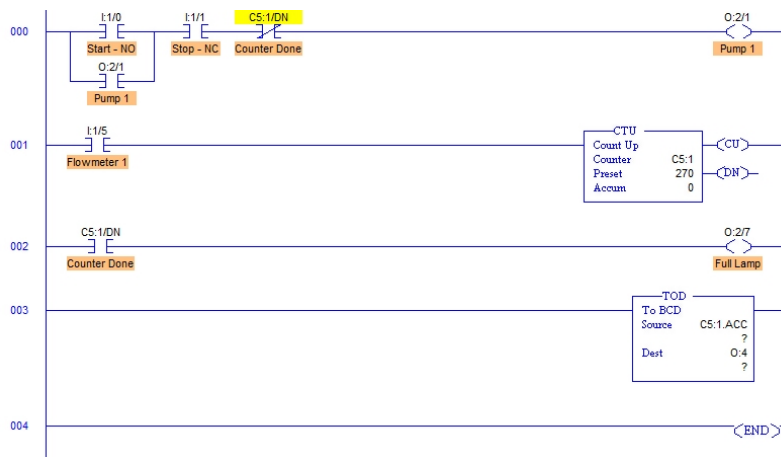 I:1/0 I:1/1 C5:1/DN O:2/1
000
Start - NO Stop - NC Counter Done Pump 1
O:2/1
Pump 1
I:1/5
001
Flowmeter 1
CTU
Count Up
Counter C5:1
Preset 270
Accum 0
CU
DN
C5:1/DN O:2/7
002
Counter Done Full Lamp
003
TOD
To BCD
Source C5:1.ACC
?
Dest O:4
?
004
END